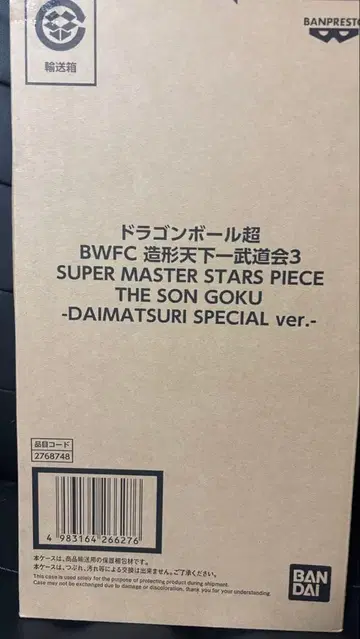 BANPRESTO
輸送箱
ドラゴンボール超
BWFC 造形天下一武道会3
SUPER MASTER STARS PIECE
THE SON GOKU
-DAIMATSURI SPECIAL ver.-
品目コード
2768748
4 983164 266276
本ケースは、商品輸送用の保護梱包材です。
本ケースは、つぶれ、汚れ等による交換は出来ません。ご了承ください。
This case is used solely for the purpose of protecting product during shipment.
Case may not be exchanged due to damage or discoloration, thank you for your understanding.
BAN
DAI